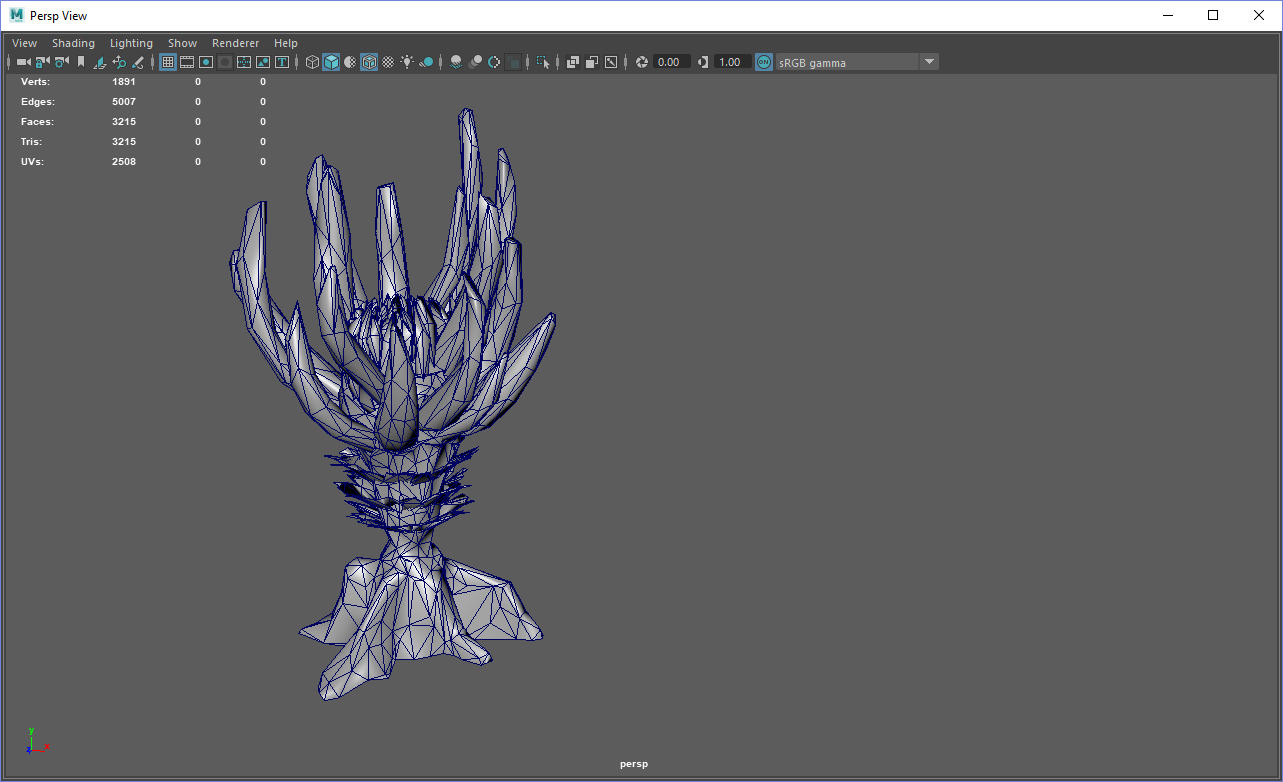 Persp View
View Shading Lighting Show Renderer Help
0.00 1.00 ON sRGB gamma
Verts: 1891 0 0
Edges: 5007 0 0
Faces: 3215 0 0
Tris: 3215 0 0
UVs: 2508 0 0
y
z x
persp